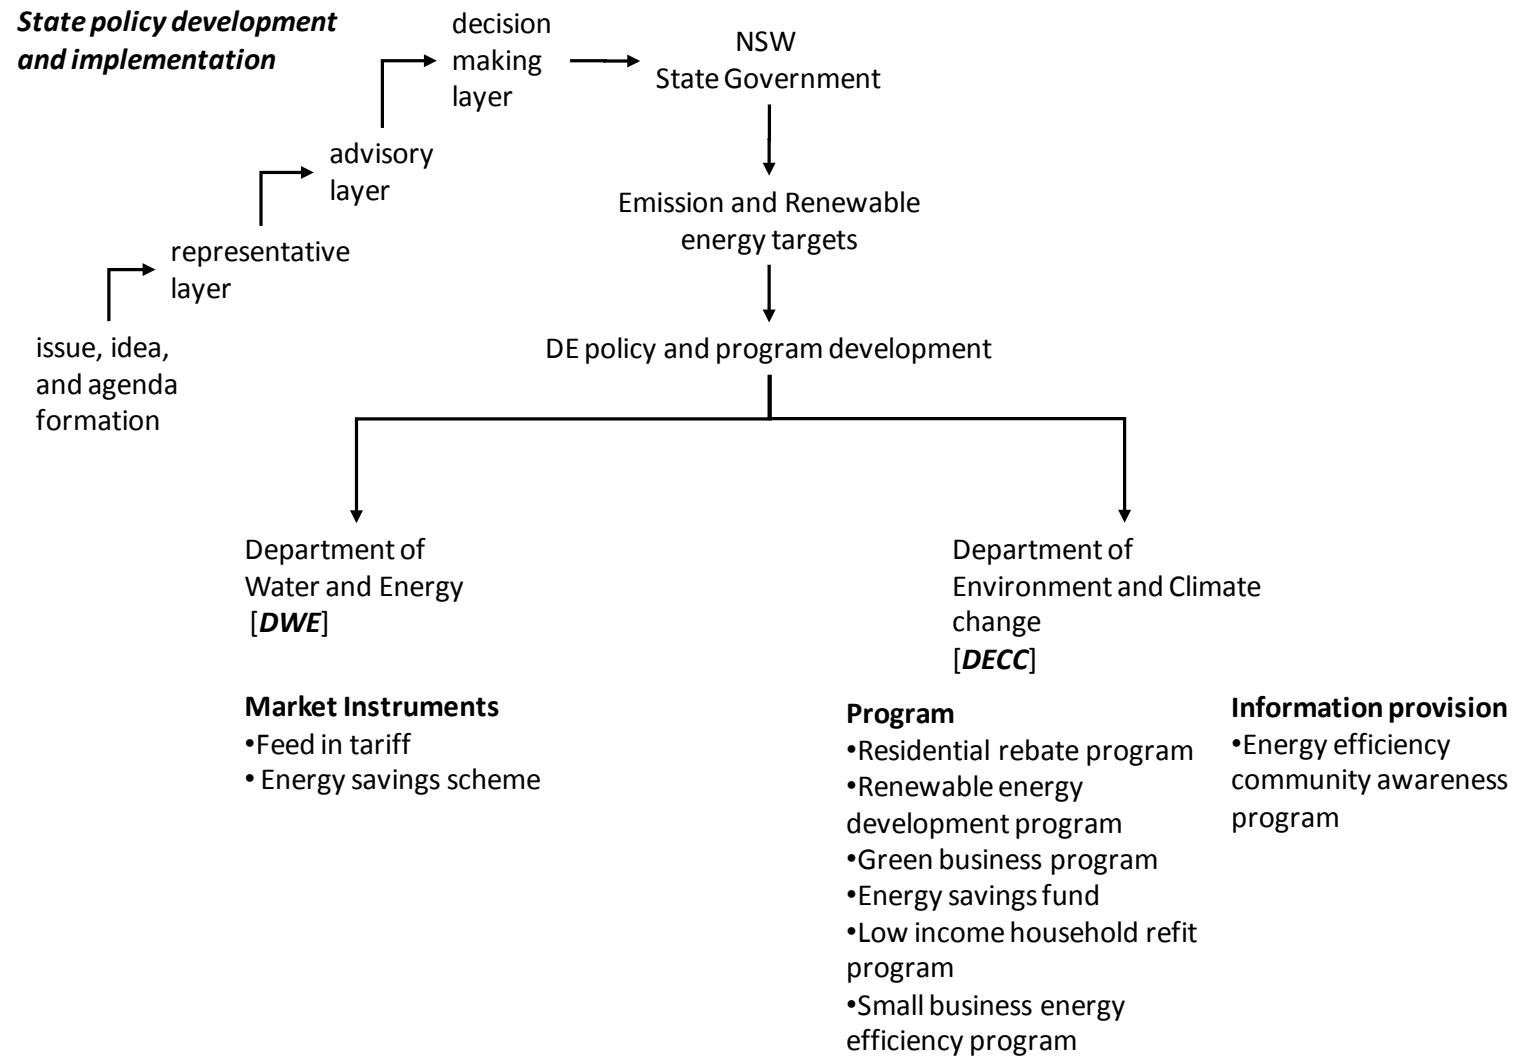 State policy development
and implementation
decision
making
layer
NSW
State Government
advisory
layer
Emission and Renewable
energy targets
representative
layer
issue, idea,
and agenda
formation
DE policy and program development
Department of
Water and Energy
[DWE]
Department of
Environment and Climate
change
[DECC]
Market Instruments
•Feed in tariff
• Energy savings scheme
Program
•Residential rebate program
•Renewable energy
development program
•Green business program
•Energy savings fund
•Low income household refit
program
•Small business energy
efficiency program
Information provision
•Energy efficiency
community awareness
program